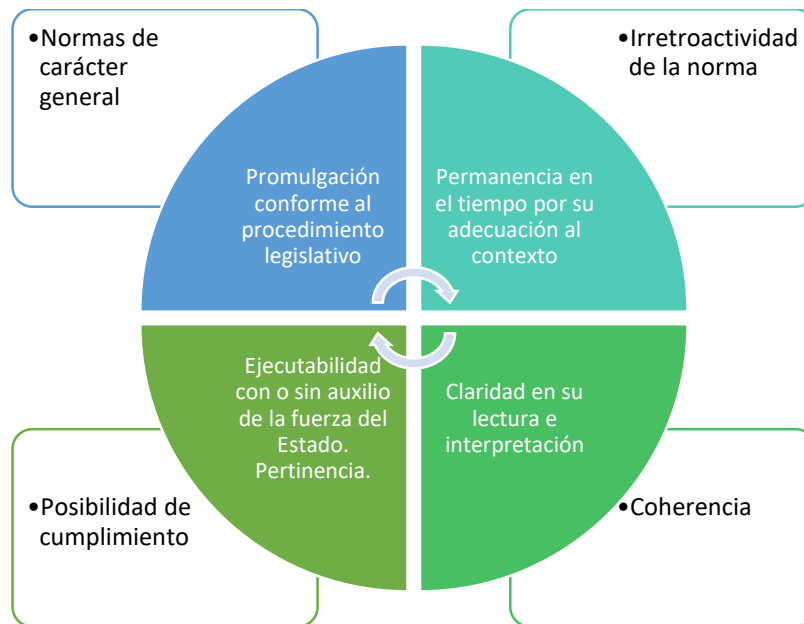 •Normas de
carácter
general
•Irretroactividad
de la norma
Promulgación
conforme al
procedimiento
legislativo
Permanencia en
el tiempo por su
adecuación al
contexto
Ejecutabilidad
con o sin auxilio
de la fuerza del
Estado.
Pertinencia.
Claridad en su
lectura e
interpretación
•Posibilidad de
cumplimiento
•Coherencia